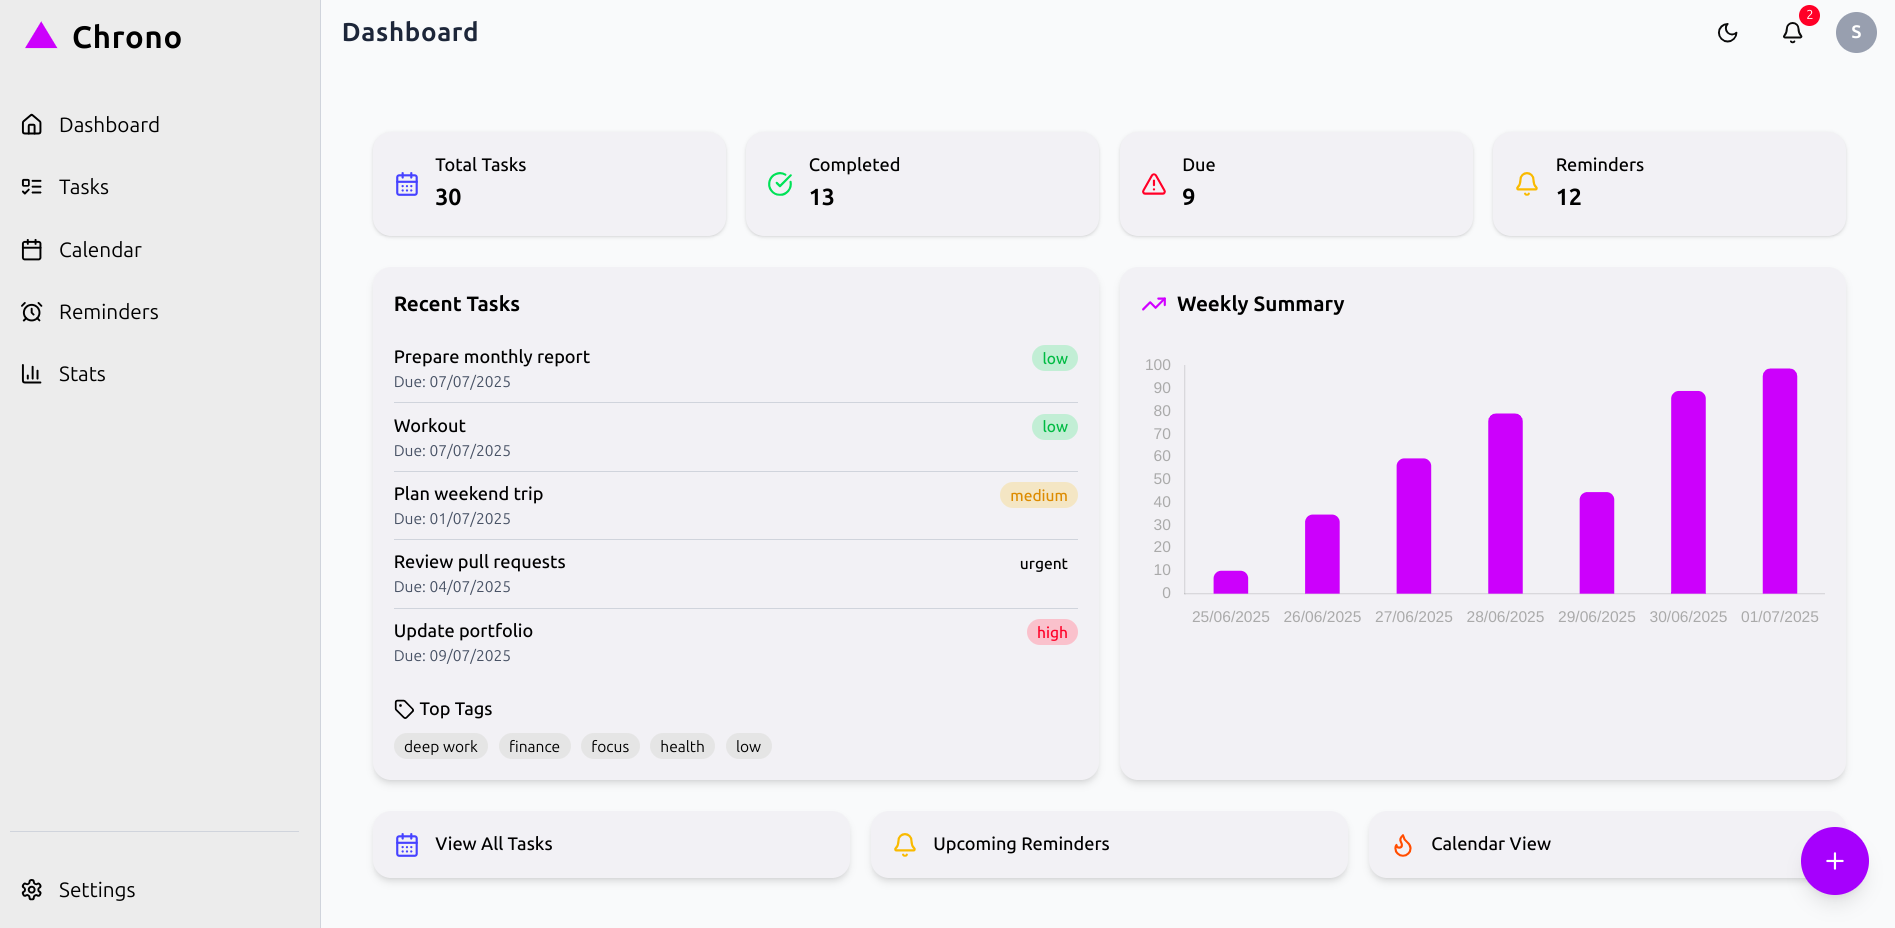 Chrono
Dashboard
Tasks
Calendar
Reminders
Stats
Settings
Dashboard
2
S
Total Tasks
30
Completed
13
Due
9
Reminders
12
Recent Tasks
Prepare monthly report
low
Due: 07/07/2025
Workout
low
Due: 07/07/2025
Plan weekend trip
medium
Due: 01/07/2025
Review pull requests
urgent
Due: 04/07/2025
Update portfolio
high
Due: 09/07/2025
Top Tags
deep work finance focus health low
Weekly Summary
100
90
80
70
60
50
40
30
20
10
0
25/06/2025 26/06/2025 27/06/2025 28/06/2025 29/06/2025 30/06/2025 01/07/2025
View All Tasks
Upcoming Reminders
Calendar View
+